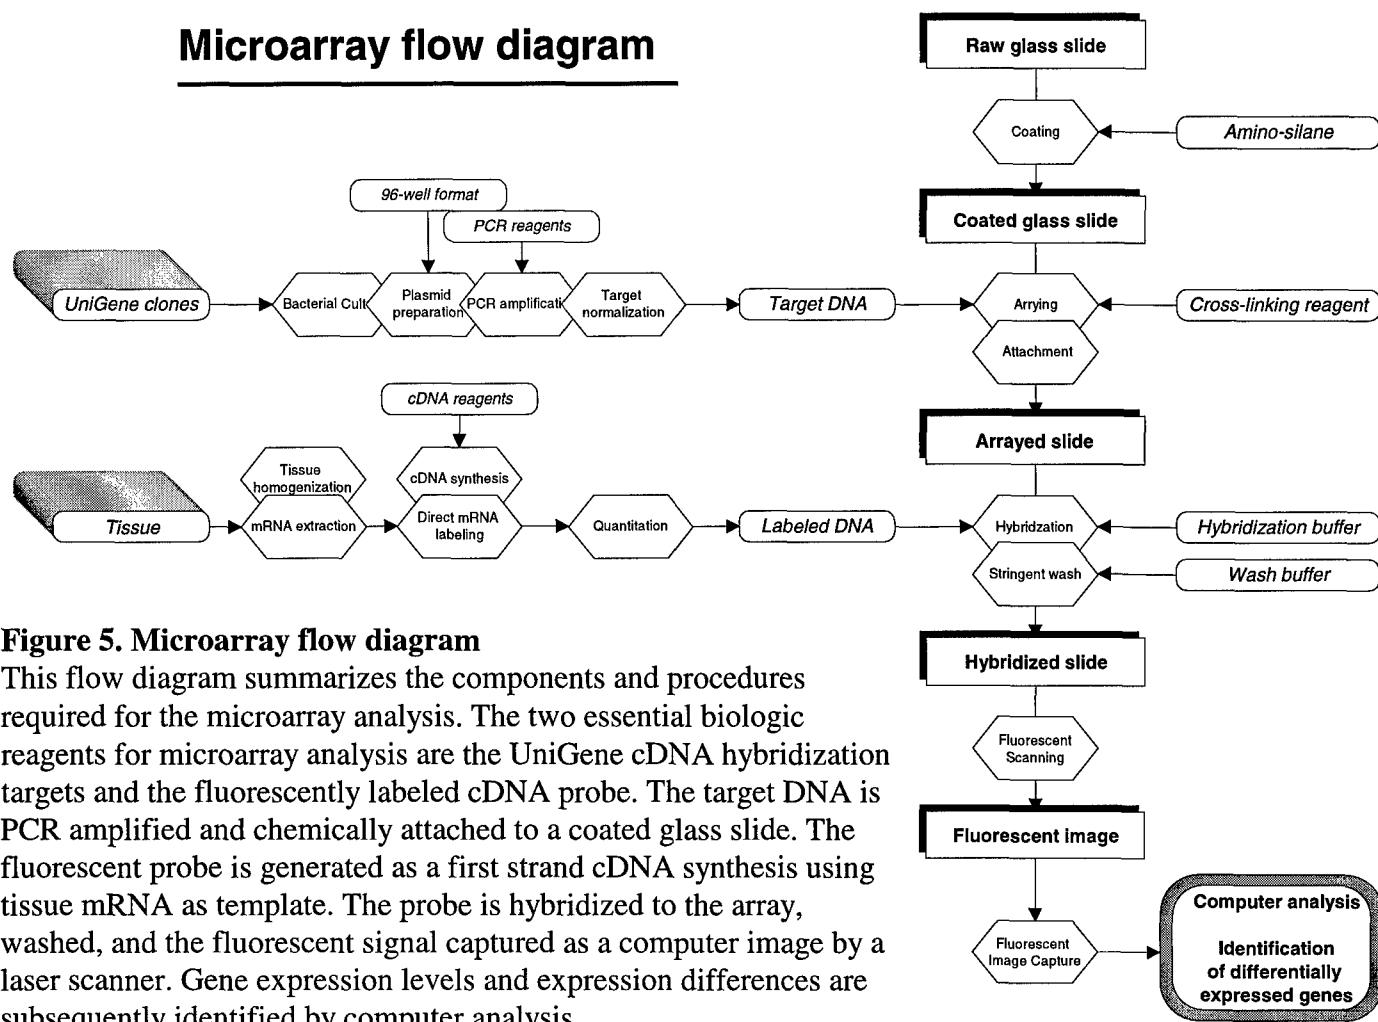 Microarray flow diagram
Raw glass slide
Coating
Amino-silane
96-well format
PCR reagents
Coated glass slide
UniGene clones
Bacterial Cult
Plasmid
preparation
PCR amplificati
Target
normalization
Target DNA
Arrying
Cross-linking reagent
Attachment
cDNA reagents
Arrayed slide
Tissue
homogenization
cDNA synthesis
Tissue
mRNA extraction
Direct mRNA
labeling
Quantitation
Labeled DNA
Hybridzation
Hybridization buffer
Stringent wash
Wash buffer
Hybridized slide
Fluorescent
Scanning
Fluorescent image
Fluorescent
Image Capture
Computer analysis
Identification
of differentially
expressed genes
Figure 5. Microarray flow diagram
This flow diagram summarizes the components and procedures
required for the microarray analysis. The two essential biologic
reagents for microarray analysis are the UniGene cDNA hybridization
targets and the fluorescently labeled cDNA probe. The target DNA is
PCR amplified and chemically attached to a coated glass slide. The
fluorescent probe is generated as a first strand cDNA synthesis using
tissue mRNA as template. The probe is hybridized to the array,
washed, and the fluorescent signal captured as a computer image by a
laser scanner. Gene expression levels and expression differences are
subsequently identified by computer analysis